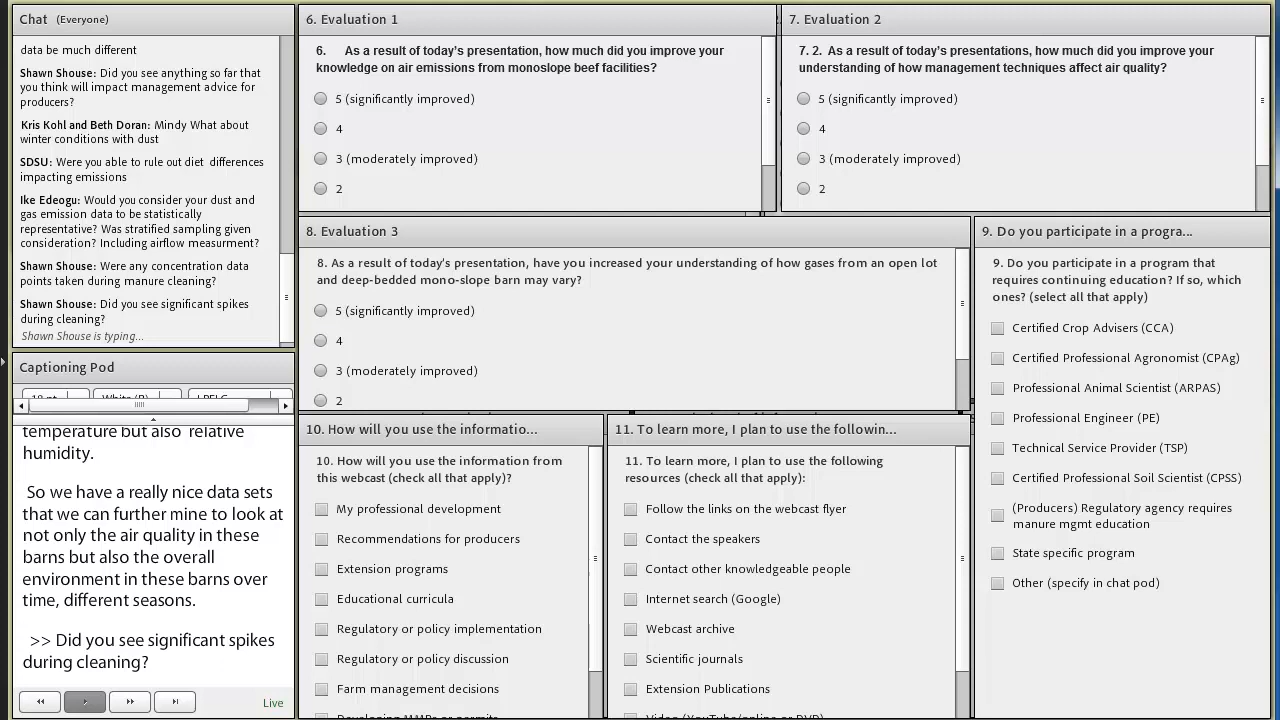 Chat (Everyone)
data be much different
Shawn Shouse: Did you see anything so far that
you think will impact management advice for
producers?
Kris Kohl and Beth Doran: Mindy What about
winter conditions with dust
SDSU: Were you able to rule out diet differences
impacting emissions
Ike Edeogu: Would you consider your dust and
gas emission data to be statistically
representative? Was stratified sampling given
consideration? Including airflow measurment?
Shawn Shouse: Were any concentration data
points taken during manure cleaning?
Shawn Shouse: Did you see significant spikes
during cleaning?
Shawn Shouse is typing...
Captioning Pod
temperature but also relative
humidity.
So we have a really nice data sets
that we can further mine to look at
not only the air quality in these
barns but also the overall
environment in these barns over
time, different seasons.
>> Did you see significant spikes
during cleaning?
Live
6. Evaluation 1
6. As a result of today's presentation, how much did you improve your
knowledge on air emissions from monoslope beef facilities?
5 (significantly improved)
4
3 (moderately improved)
2
7. Evaluation 2
7. 2. As a result of today's presentations, how much did you improve your
understanding of how management techniques affect air quality?
5 (significantly improved)
4
3 (moderately improved)
2
8. Evaluation 3
8. As a result of today's presentation, have you increased your understanding of how gases from an open lot
and deep-bedded mono-slope barn may vary?
5 (significantly improved)
4
3 (moderately improved)
2
9. Do you participate in a progra...
9. Do you participate in a program that
requires continuing education? If so, which
ones? (select all that apply)
Certified Crop Advisers (CCA)
Certified Professional Agronomist (CPAg)
Professional Animal Scientist (ARPAS)
Professional Engineer (PE)
Technical Service Provider (TSP)
Certified Professional Soil Scientist (CPSS)
(Producers) Regulatory agency requires
manure mgmt education
State specific program
Other (specify in chat pod)
10. How will you use the informatio...
10. How will you use the information from
this webcast (check all that apply)?
My professional development
Recommendations for producers
Extension programs
Educational curricula
Regulatory or policy implementation
Regulatory or policy discussion
Farm management decisions
11. To learn more, I plan to use the followin...
11. To learn more, I plan to use the following
resources (check all that apply):
Follow the links on the webcast flyer
Contact the speakers
Contact other knowledgeable people
Internet search (Google)
Webcast archive
Scientific journals
Extension Publications